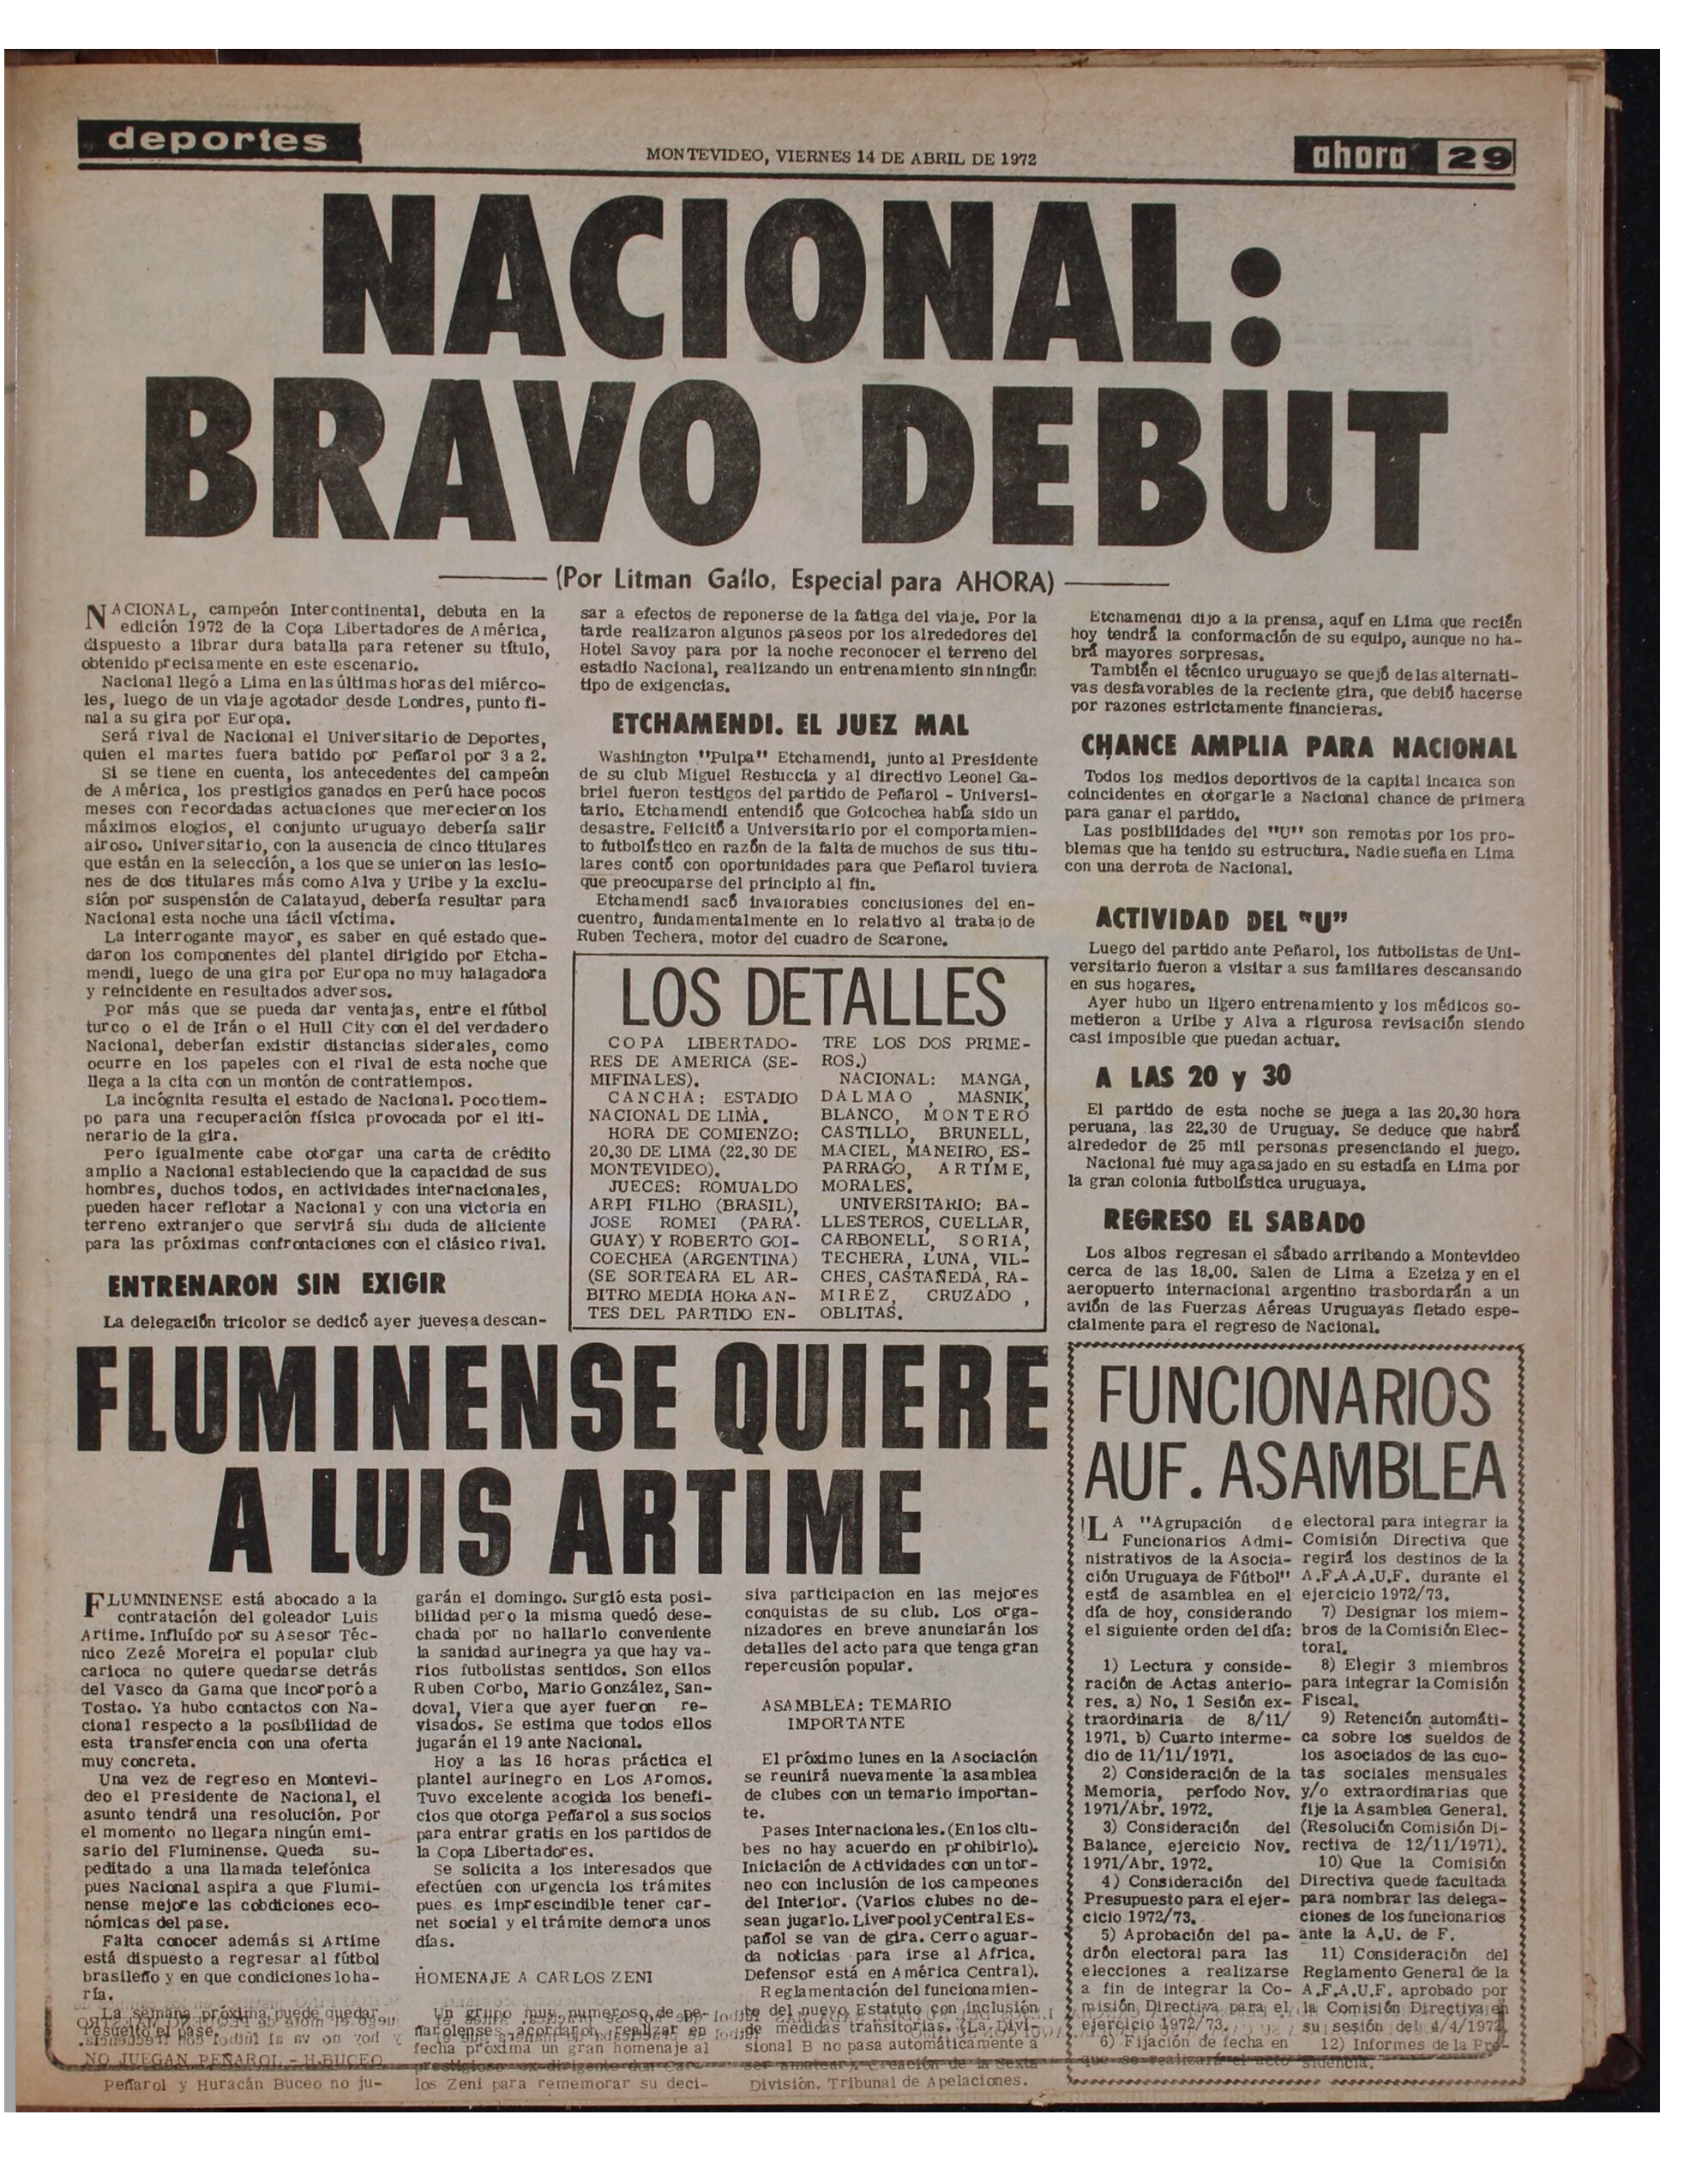 deportes
MONTEVIDEO, VIERNES 14 DE ABRIL DE 1972
ahora 29
NACIONAL:
BRAVO DEBUT
(Por Litman Gallo, Especial para AHORA)
NACIONAL, campeón Intercontinental, debuta en la
edición 1972 de la Copa Libertadores de América,
dispuesto a librar dura batalla para retener su título,
obtenido precisamente en este escenario.
Nacional llegó a Lima en las últimas horas del miérco-
les, luego de un viaje agotador desde Londres, punto fi-
nal a su gira por Europa.
Será rival de Nacional el Universitario de Deportes,
quien el martes fuera batido por Peñarol por 3 a 2.
Si se tiene en cuenta, los antecedentes del campeón
de América, los prestigios ganados en Perú hace pocos
meses con recordadas actuaciones que merecieron los
máximos elogios, el conjunto uruguayo debería salir
airoso. Universitario, con la ausencia de cinco titulares
que están en la selección, a los que se unieron las lesio-
nes de dos titulares más como Alva y Uribe y la exclu-
sión por suspensión de Calatayud, debería resultar para
Nacional esta noche una fácil víctima.
La interrogante mayor, es saber en qué estado que-
daron los componentes del plantel dirigido por Etcha-
mendi, luego de una gira por Europa no muy halagadora
y reincidente en resultados adversos.
Por más que se pueda dar ventajas, entre el fútbol
turco o el de Irán o el Hull City con el del verdadero
Nacional, deberían existir distancias siderales, como
ocurre en los papeles con el rival de esta noche que
llega a la cita con un montón de contratiempos.
La incógnita resulta el estado de Nacional. Poco tiem-
po para una recuperación física provocada por el iti-
nerario de la gira.
Pero igualmente cabe otorgar una carta de crédito
amplio a Nacional estableciendo que la capacidad de sus
hombres, duchos todos, en actividades internacionales,
pueden hacer reflotar a Nacional y con una victoria en
terreno extranjero que servirá sin duda de aliciente
para las próximas confrontaciones con el clásico rival.
ENTRENARON SIN EXIGIR
La delegación tricolor se dedicó ayer jueves a descan-
sar a efectos de reponerse de la fatiga del viaje. Por la
tarde realizaron algunos paseos por los alrededores del
Hotel Savoy para por la noche reconocer el terreno del
estadio Nacional, realizando un entrenamiento sin ningún
tipo de exigencias.
ETCHAMENDI. EL JUEZ MAL
Washington "Pulpa" Etchamendi, junto al Presidente
de su club Miguel Restuccia y al directivo Leonel Ga-
briel fueron testigos del partido de Peñarol - Universi-
tario. Etchamendi entendió que Goicochea había sido un
desastre. Felicitó a Universitario por el comportamien-
to futbolístico en razón de la falta de muchos de sus titu-
lares contó con oportunidades para que Peñarol tuviera
que preocuparse del principio al fin.
Etchamendi sacó invalorables conclusiones del en-
cuentro, fundamentalmente en lo relativo al trabajo de
Ruben Techera, motor del cuadro de Scarone.
LOS DETALLES
COPA LIBERTADO-
RES DE AMERICA (SE-
MIFINALES).
CANCHA: ESTADIO
NACIONAL DE LIMA.
HORA DE COMIENZO:
20.30 DE LIMA (22.30 DE
MONTEVIDEO).
JUECES: ROMUALDO
ARPI FILHO (BRASIL),
JOSE ROMEI (PARA-
GUAY) Y ROBERTO GOI-
COECHEA (ARGENTINA)
(SE SORTEARA EL AR-
BITRO MEDIA HORA AN-
TES DEL PARTIDO EN-
TRE LOS DOS PRIME-
ROS.)
NACIONAL: MANGA,
DALMAO, MASNIK,
BLANCO, MONTERO
CASTILLO, BRUNELL,
MACIEL, MANEIRO, ES-
PARRAGO, ARTIME,
MORALES.
UNIVERSITARIO: BA-
LLESTEROS, CUELLAR,
CARBONELL, SORIA,
TECHERA, LUNA, VIL-
CHES, CASTAÑEDA, RA-
MIREZ, CRUZADO,
OBLITAS.
Etchamendi dijo a la prensa, aquí en Lima que recién
hoy tendrá la conformación de su equipo, aunque no ha-
brá mayores sorpresas.
También el técnico uruguayo se quejó de las alternati-
vas desfavorables de la reciente gira, que debió hacerse
por razones estrictamente financieras.
CHANCE AMPLIA PARA NACIONAL
Todos los medios deportivos de la capital incaica son
coincidentes en otorgarle a Nacional chance de primera
para ganar el partido.
Las posibilidades del "U" son remotas por los pro-
blemas que ha tenido su estructura. Nadie sueña en Lima
con una derrota de Nacional.
ACTIVIDAD DEL "U"
Luego del partido ante Peñarol, los futbolistas de Uni-
versitario fueron a visitar a sus familiares descansando
en sus hogares.
Ayer hubo un ligero entrenamiento y los médicos so-
metieron a Uribe y Alva a rigurosa revisación siendo
casi imposible que puedan actuar.
A LAS 20 y 30
El partido de esta noche se juega a las 20.30 hora
peruana, las 22.30 de Uruguay. Se deduce que habrá
alrededor de 25 mil personas presenciando el juego.
Nacional fué muy agasajado en su estadía en Lima por
la gran colonia futbolística uruguaya.
REGRESO EL SABADO
Los albos regresan el sábado arribando a Montevideo
cerca de las 18.00. Salen de Lima a Ezeiza y en el
aeropuerto internacional argentino trasbordarán a un
avión de las Fuerzas Aéreas Uruguayas fletado espe-
cialmente para el regreso de Nacional.
FLUMINENSE QUIERE
A LUIS ARTIME
FLUMNINENSE está abocado a la
contratación del goleador Luis
Artime. Influído por su Asesor Téc-
nico Zezé Moreira el popular club
carioca no quiere quedarse detrás
del Vasco da Gama que incorporó a
Tostao. Ya hubo contactos con Na-
cional respecto a la posibilidad de
esta transferencia con una oferta
muy concreta.
Una vez de regreso en Montevi-
deo el Presidente de Nacional, el
asunto tendrá una resolución. Por
el momento no llegara ningún emi-
sario del Fluminense. Queda su-
peditado a una llamada telefónica
pues Nacional aspira a que Flumi-
nense mejore las cobdiciones eco-
nómicas del pase.
Falta conocer además si Artime
está dispuesto a regresar al fútbol
brasileño y en que condiciones lo ha-
ría.
La semana próxima puede quedar
resuelto el pase.
NO JUEGAN PEÑAROL - H.BUCEO
Peñarol y Huracán Buceo no ju-
garán el domingo. Surgió esta posi-
bilidad pero la misma quedó dese-
chada por no hallarlo conveniente
la sanidad aurinegra ya que hay va-
rios futbolistas sentidos. Son ellos
Ruben Corbo, Mario González, San-
doval, Viera que ayer fueron re-
visados. Se estima que todos ellos
jugarán el 19 ante Nacional.
Hoy a las 16 horas práctica el
plantel aurinegro en Los Aromos.
Tuvo excelente acogida los benefi-
cios que otorga Peñarol a sus socios
para entrar gratis en los partidos de
la Copa Libertadores.
Se solicita a los interesados que
efectúen con urgencia los trámites
pues es imprescindible tener car-
net social y el trámite demora unos
días.
HOMENAJE A CARLOS ZENI
Un grupo muy numeroso de pe-
ñarolenses acordaron realizar en
fecha próxima un gran homenaje al
prestigioso ex-dirigente don Car-
los Zeni para rememorar su deci-
siva participacion en las mejores
conquistas de su club. Los orga-
nizadores en breve anunciarán los
detalles del acto para que tenga gran
repercusión popular.
ASAMBLEA: TEMARIO
IMPORTANTE
El próximo lunes en la Asociación
se reunirá nuevamente la asamblea
de clubes con un temario importan-
te.
Pases Internacionales. (En los clu-
bes no hay acuerdo en prohibirlo).
Iniciación de Actividades con un tor-
neo con inclusión de los campeones
del Interior. (Varios clubes no de-
sean jugarlo. Liverpool y Central Es-
pañol se van de gira. Cerro aguar-
da noticias para irse al Africa.
Defensor está en América Central).
Reglamentación del funcionamien-
to del nuevo Estatuto con inclusión
de medidas transitorias. (La Divi-
sional B no pasa automáticamente a
ser amateur). Creación de la Sexta
División. Tribunal de Apelaciones.
FUNCIONARIOS
AUF. ASAMBLEA
LA "Agrupación de
Funcionarios Admi-
nistrativos de la Asocia-
ción Uruguaya de Fútbol"
está de asamblea en el
día de hoy, considerando
el siguiente orden del día:
1) Lectura y conside-
ración de Actas anterio-
res. a) No. 1 Sesión ex-
traordinaria de 8/11/
1971. b) Cuarto interme-
dio de 11/11/1971.
2) Consideración de la
Memoria, período Nov.
1971/Abr. 1972.
3) Consideración del
Balance, ejercicio Nov.
1971/Abr. 1972.
4) Consideración del
Presupuesto para el ejer-
cicio 1972/73.
5) Aprobación del pa-
drón electoral para las
elecciones a realizarse
a fin de integrar la Co-
misión Directiva para el
ejercicio 1972/73.
6) Fijación de fecha en
que se realizará el acto
electoral para integrar la
Comisión Directiva que
regirá los destinos de la
A.F.A.A.U.F. durante el
ejercicio 1972/73.
7) Designar los miem-
bros de la Comisión Elec-
toral.
8) Elegir 3 miembros
para integrar la Comisión
Fiscal.
9) Retención automáti-
ca sobre los sueldos de
los asociados de las cuo-
tas sociales mensuales
y/o extraordinarias que
fije la Asamblea General.
(Resolución Comisión Di-
rectiva de 12/11/1971).
10) Que la Comisión
Directiva quede facultada
para nombrar las delega-
ciones de los funcionarios
ante la A.U. de F.
11) Consideración del
Reglamento General de la
A.F.A.U.F. aprobado por
la Comisión Directiva en
su sesión del 4/4/1972.
12) Informes de la Pre-
sidencia.